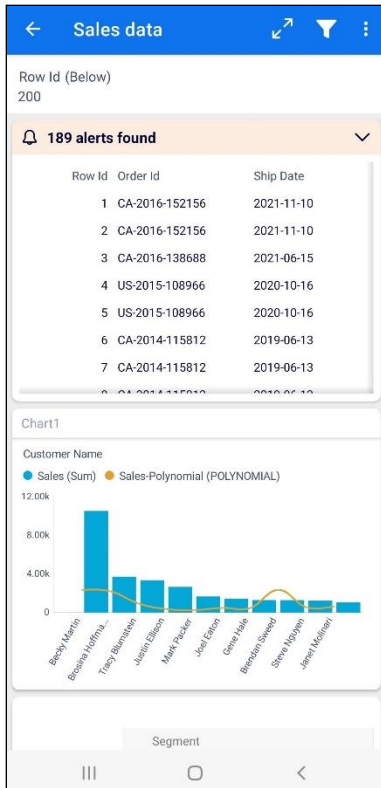 Sales data
Row Id (Below)
200
189 alerts found
Row Id Order Id Ship Date
1 CA-2016-152156 2021-11-10
2 CA-2016-152156 2021-11-10
3 CA-2016-138688 2021-06-15
4 US-2015-108966 2020-10-16
5 US-2015-108966 2020-10-16
6 CA-2014-115812 2019-06-13
7 CA-2014-115812 2019-06-13
Chart1
Customer Name
Sales (Sum) Sales-Polynomial (POLYNOMIAL)
12.00k
8.00k
4.00k
0
Becky Martin
Brosina Hoffma...
Tracy Blumstein
Justin Ellison
Mark Packer
Joel Eaton
Gene Hale
Brendan Sweed
Steve Nguyen
Janet Molinari
Segment